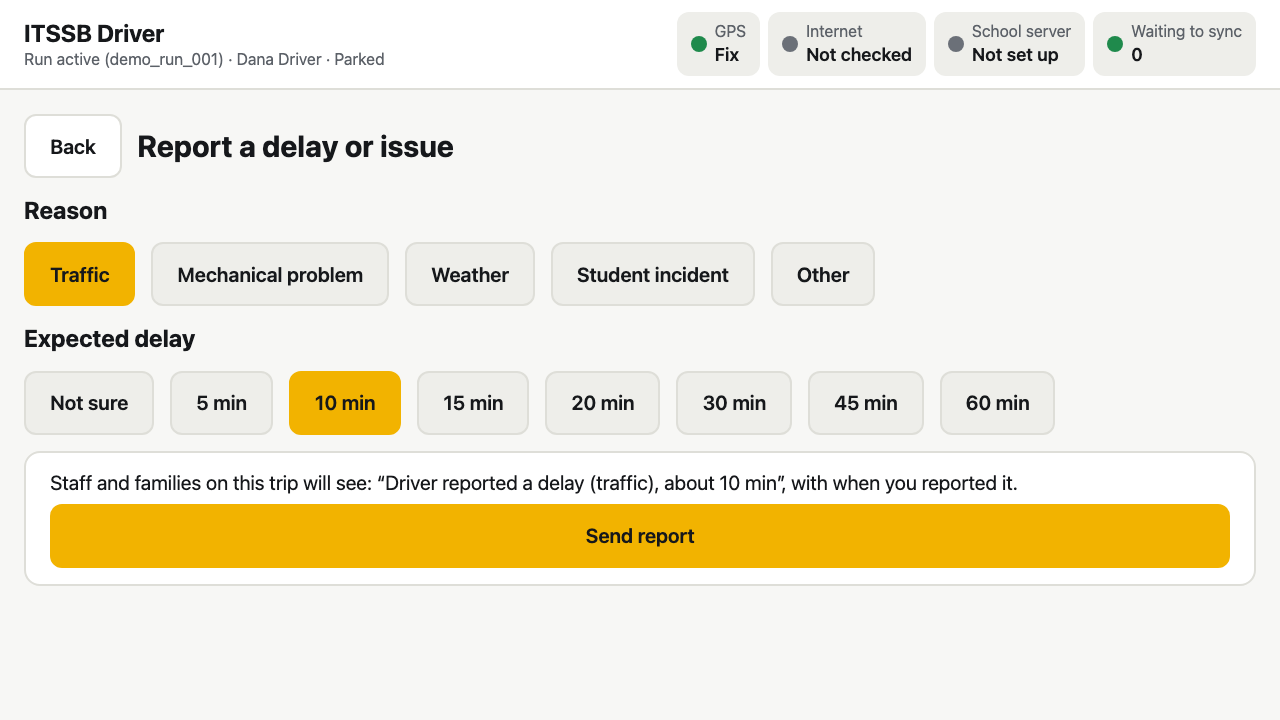 ITSSB Driver
Run active (demo_run_001) · Dana Driver · Parked
GPS
Fix
Internet
Not checked
School server
Not set up
Waiting to sync
0
Back
Report a delay or issue
Reason
Traffic
Mechanical problem
Weather
Student incident
Other
Expected delay
Not sure
5 min
10 min
15 min
20 min
30 min
45 min
60 min
Staff and families on this trip will see: “Driver reported a delay (traffic), about 10 min”, with when you reported it.
Send report